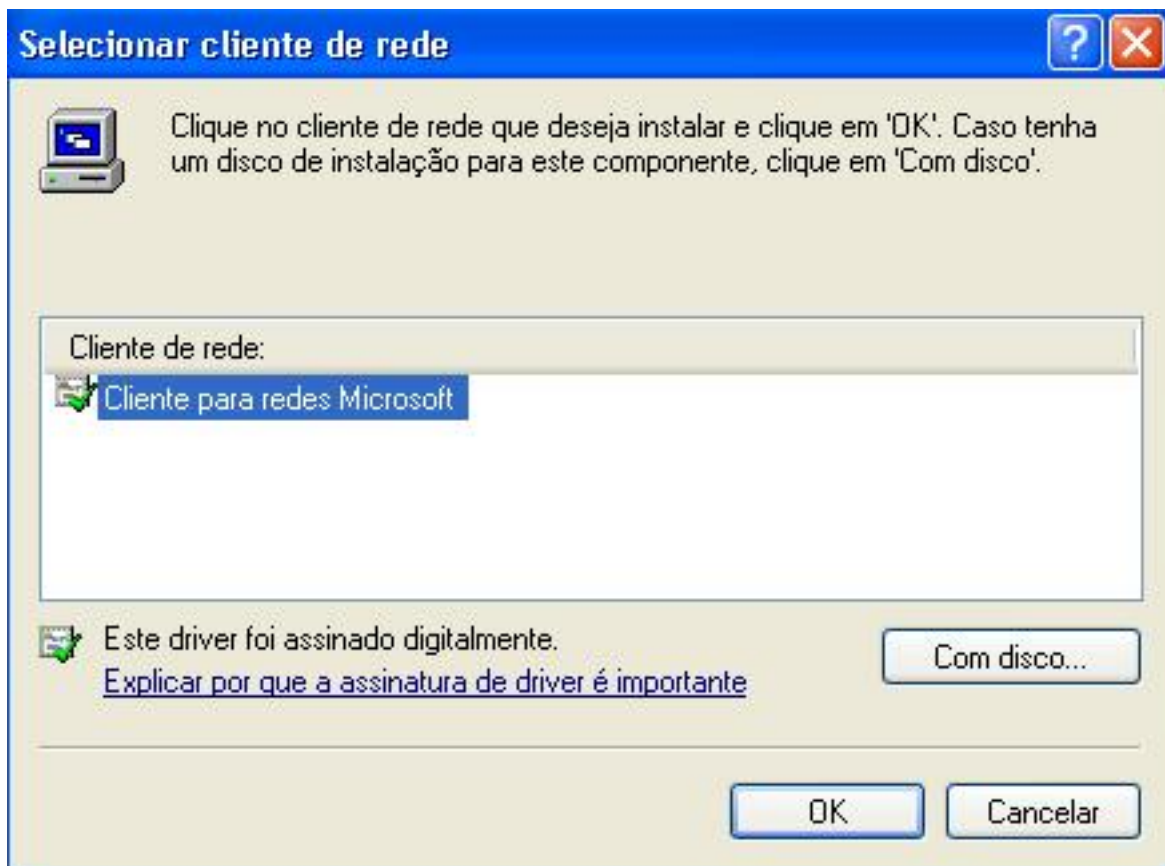 Selecionar cliente de rede
Clique no cliente de rede que deseja instalar e clique em 'OK'. Caso tenha
um disco de instalação para este componente, clique em 'Com disco'.
Cliente de rede:
Cliente para redes Microsoft
Este driver foi assinado digitalmente.
Explicar por que a assinatura de driver é importante
Com disco...
OK
Cancelar